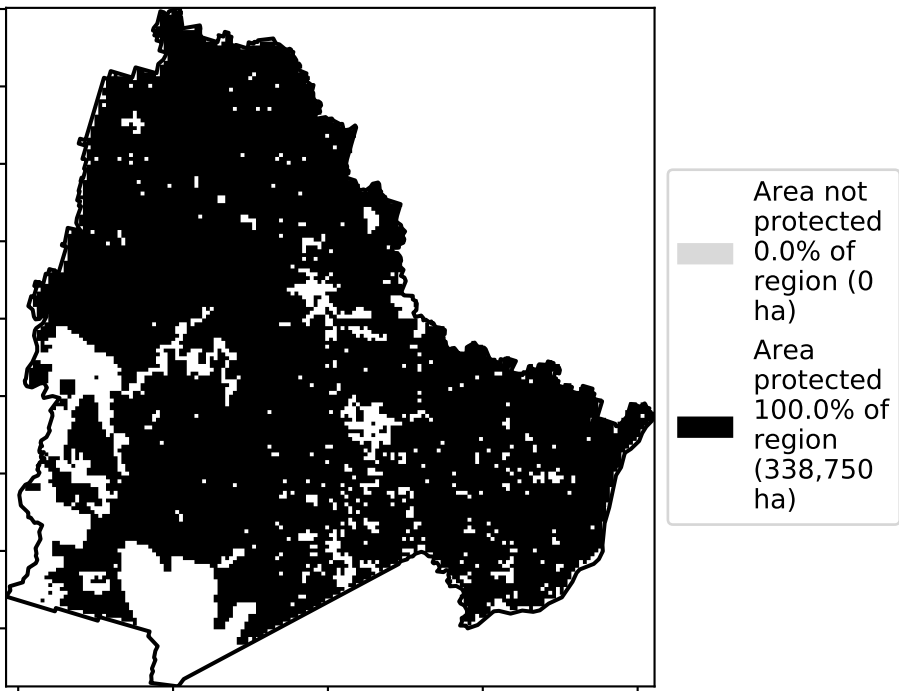 Area not
protected
0.0% of
region (0
ha)
Area
protected
100.0% of
region
(338,750
ha)